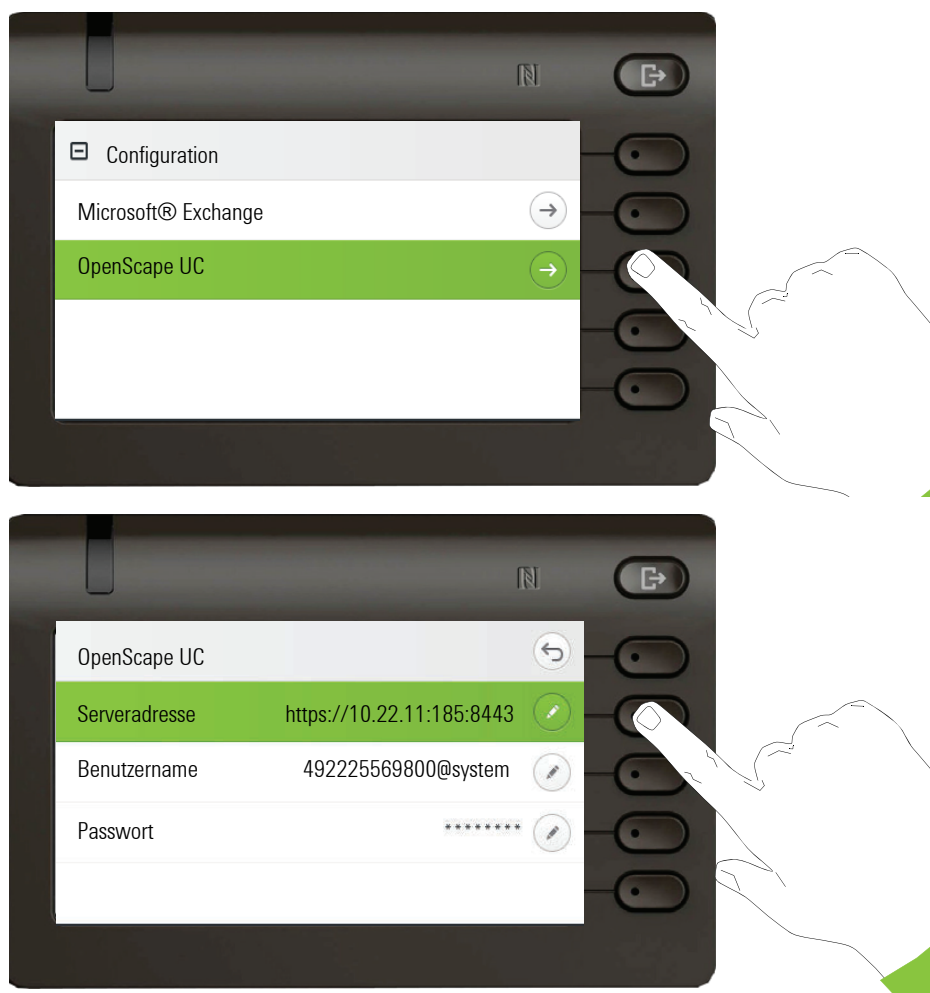 Configuration
Microsoft® Exchange
OpenScape UC
OpenScape UC
Serveradresse https://10.22.11:185:8443
Benutzername 492225569800@system
Passwort ********